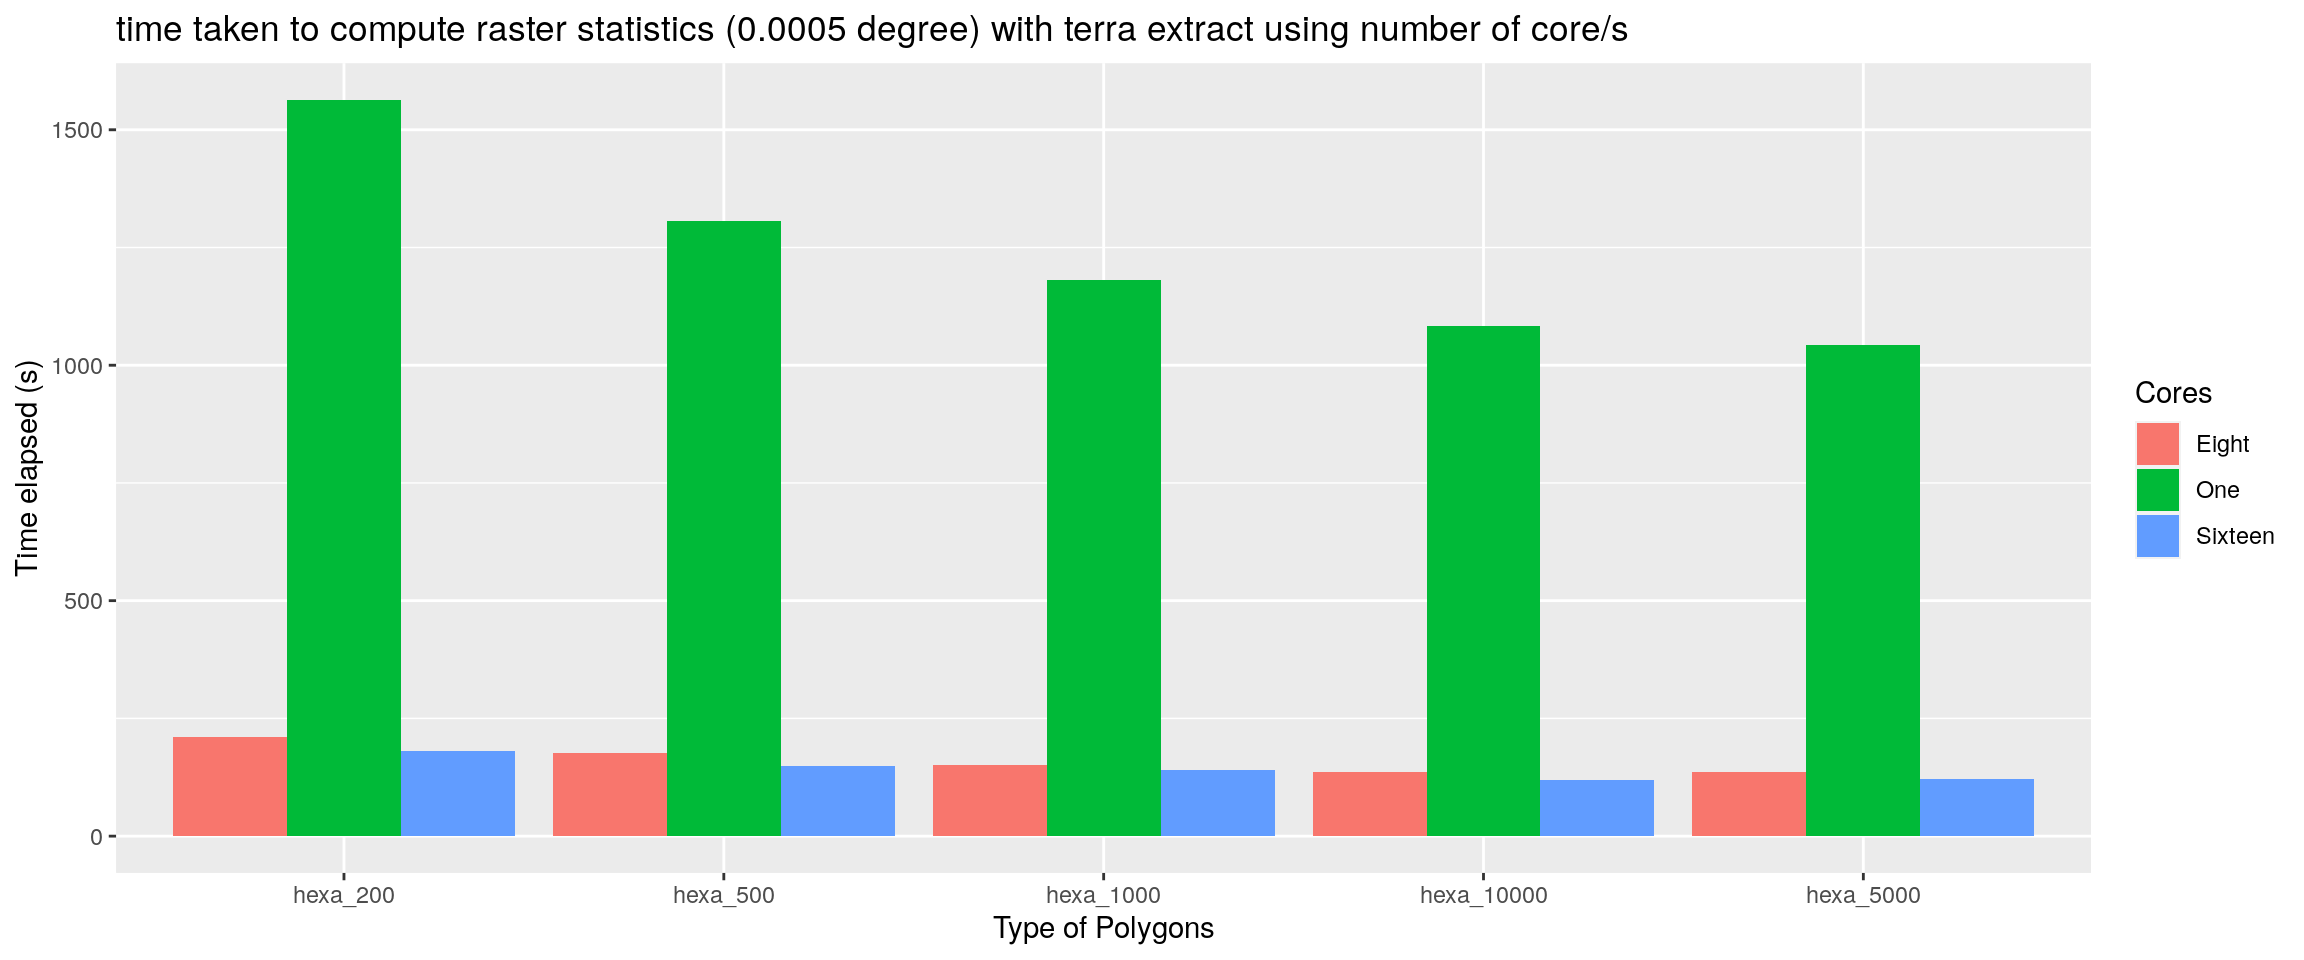 time taken to compute raster statistics (0.0005 degree) with terra extract using number of core/s
Time elapsed (s)
1500
1000
500
0
hexa_200 hexa_500 hexa_1000 hexa_10000 hexa_5000
Type of Polygons
Cores
Eight
One
Sixteen